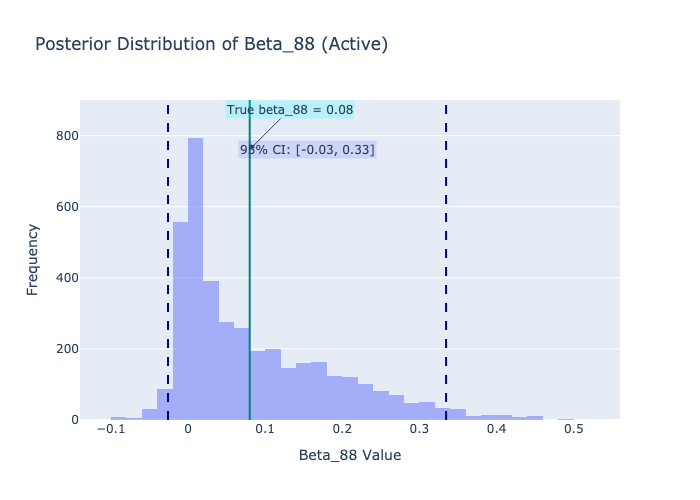 Posterior Distribution of Beta_88 (Active)
True beta_88 = 0.08
95% CI: [-0.03, 0.33]
800
600
400
200
0
Frequency
−0.1 0 0.1 0.2 0.3 0.4 0.5
Beta_88 Value